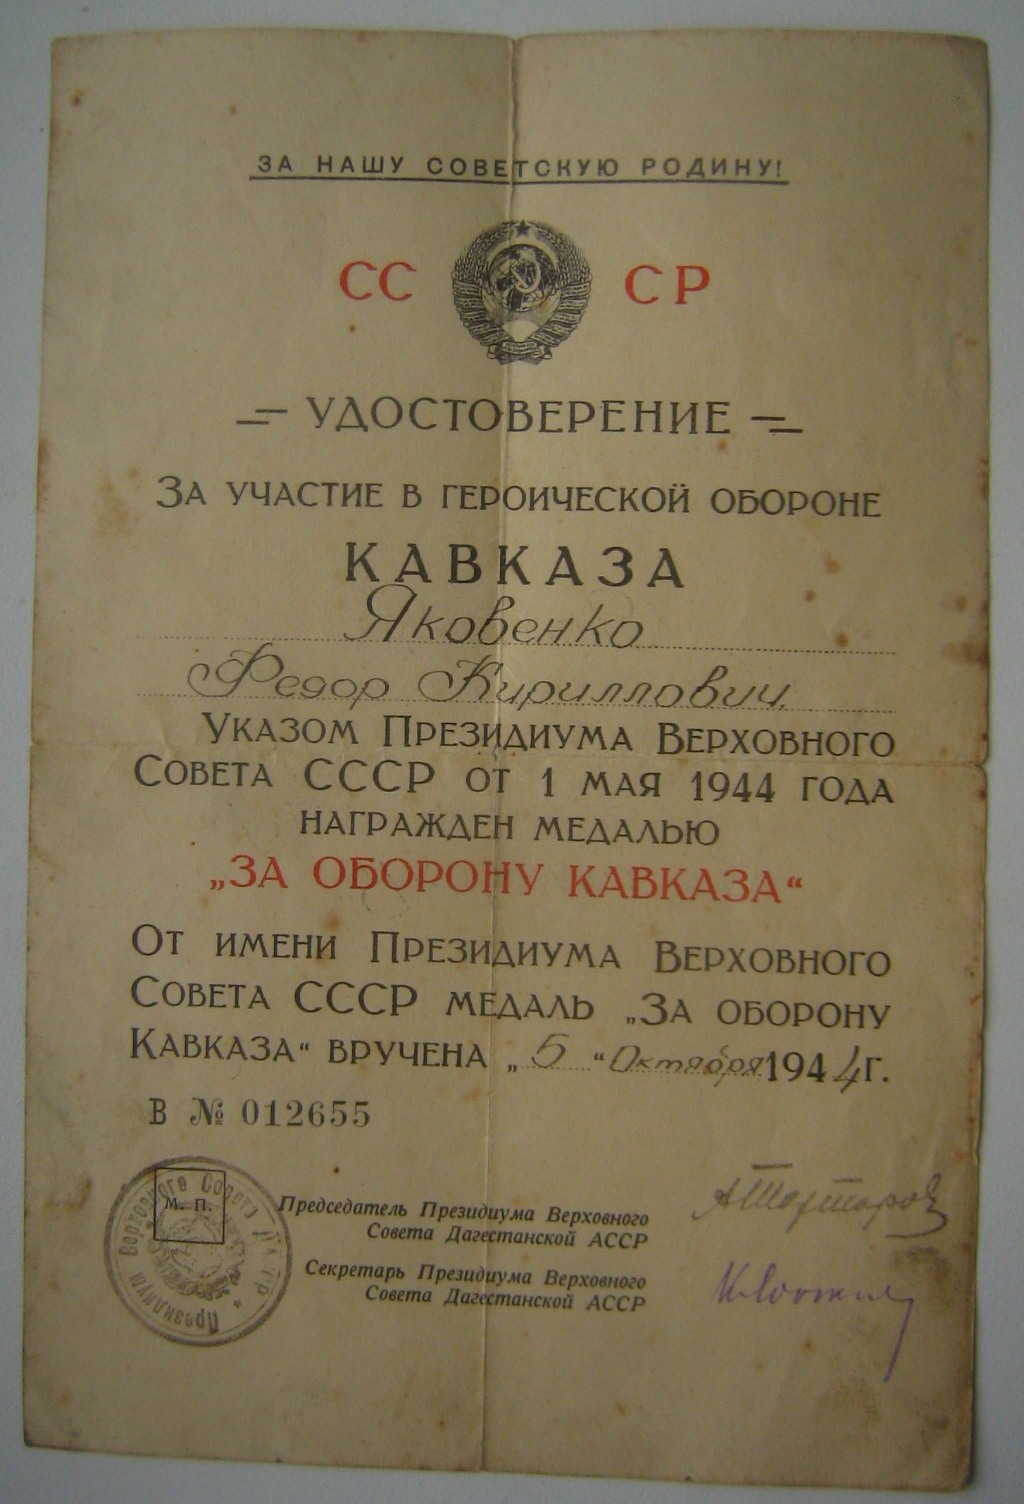 ЗА НАШУ СОВЕТСКУЮ РОДИНУ!
СС СР
УДОСТОВЕРЕНИЕ
ЗА УЧАСТИЕ В ГЕРОИЧЕСКОЙ ОБОРОНЕ
КАВКАЗА
Яковенко
Федор Кириллович.
УКАЗОМ ПРЕЗИДИУМА ВЕРХОВНОГО
СОВЕТА СССР ОТ 1 МАЯ 1944 ГОДА
НАГРАЖДЕН МЕДАЛЬЮ
„ЗА ОБОРОНУ КАВКАЗА“
ОТ ИМЕНИ ПРЕЗИДИУМА ВЕРХОВНОГО
СОВЕТА СССР МЕДАЛЬ „ЗА ОБОРОНУ
КАВКАЗА“ ВРУЧЕНА „5“ Октября 1944 г.
В № 012655
М. П.
Президиум Верховного Совета
Председатель Президиума Верховного
Совета Дагестанской АССР
Секретарь Президиума Верховного
Совета Дагестанской АССР